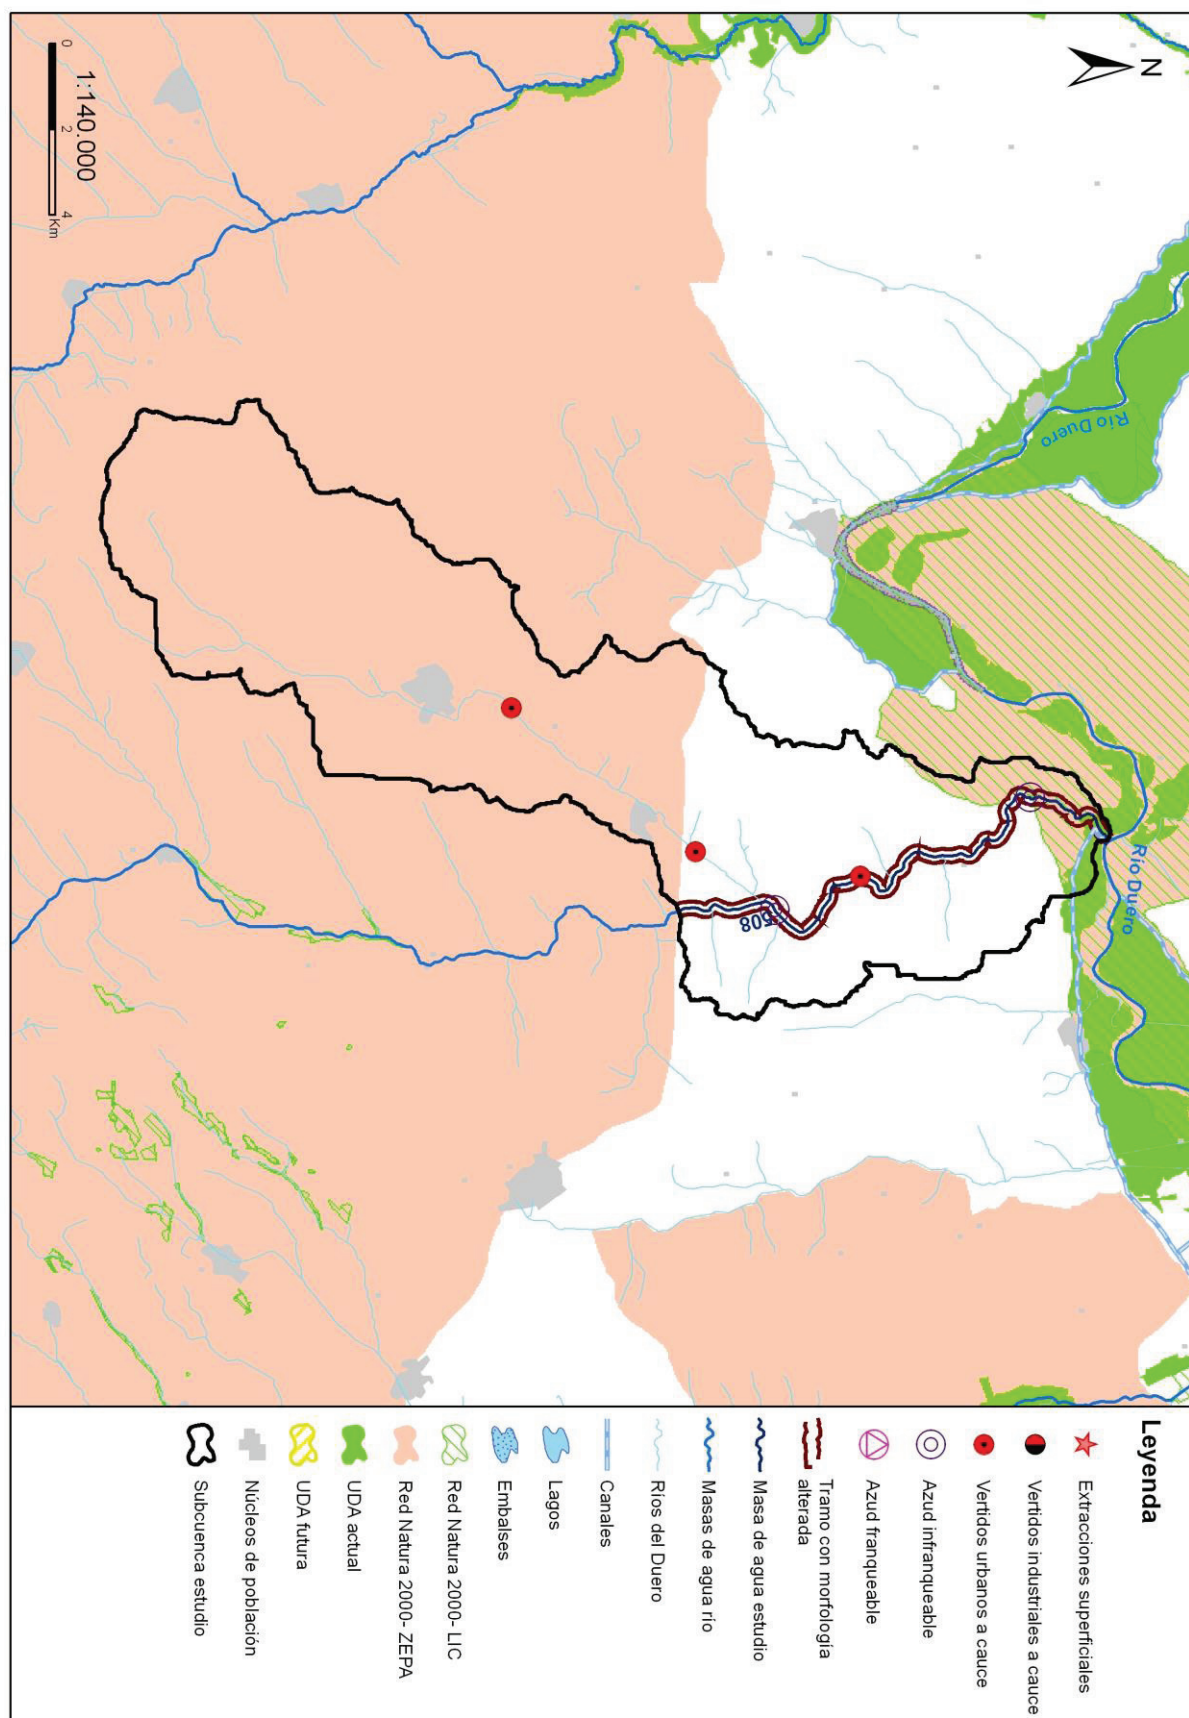 N
Río Duero
Río Duero
508
1:140.000
0 2 4
Km
Leyenda
Extracciones superficiales
Vertidos industriales a cauce
Vertidos urbanos a cauce
Azud infranqueable
Azud franqueable
Tramo con morfología
alterada
Masa de agua estudio
Masas de agua río
Ríos del Duero
Canales
Lagos
Embalses
Red Natura 2000- LIC
Red Natura 2000- ZEPA
UDA actual
UDA futura
Núcleos de población
Subcuenca estudio